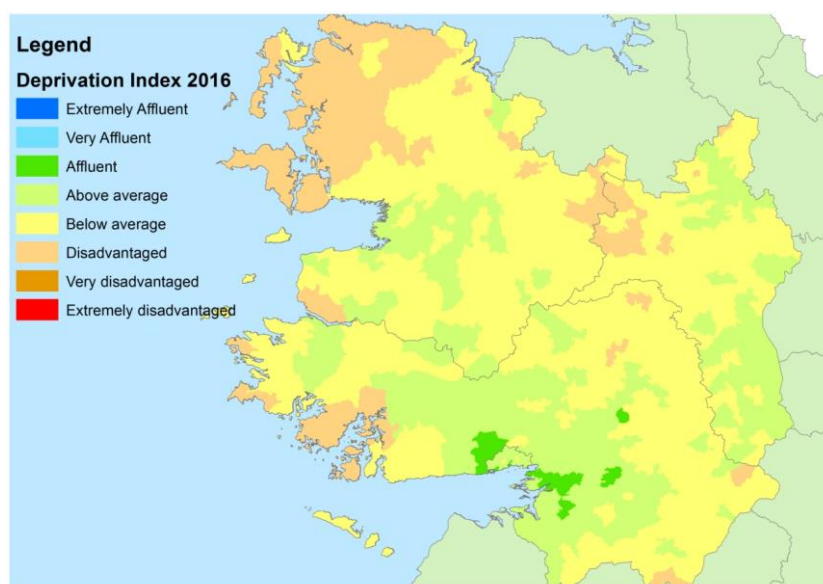 Legend
Deprivation Index 2016
Extremely Affluent
Very Affluent
Affluent
Above average
Below average
Disadvantaged
Very disadvantaged
Extremely disadvantaged